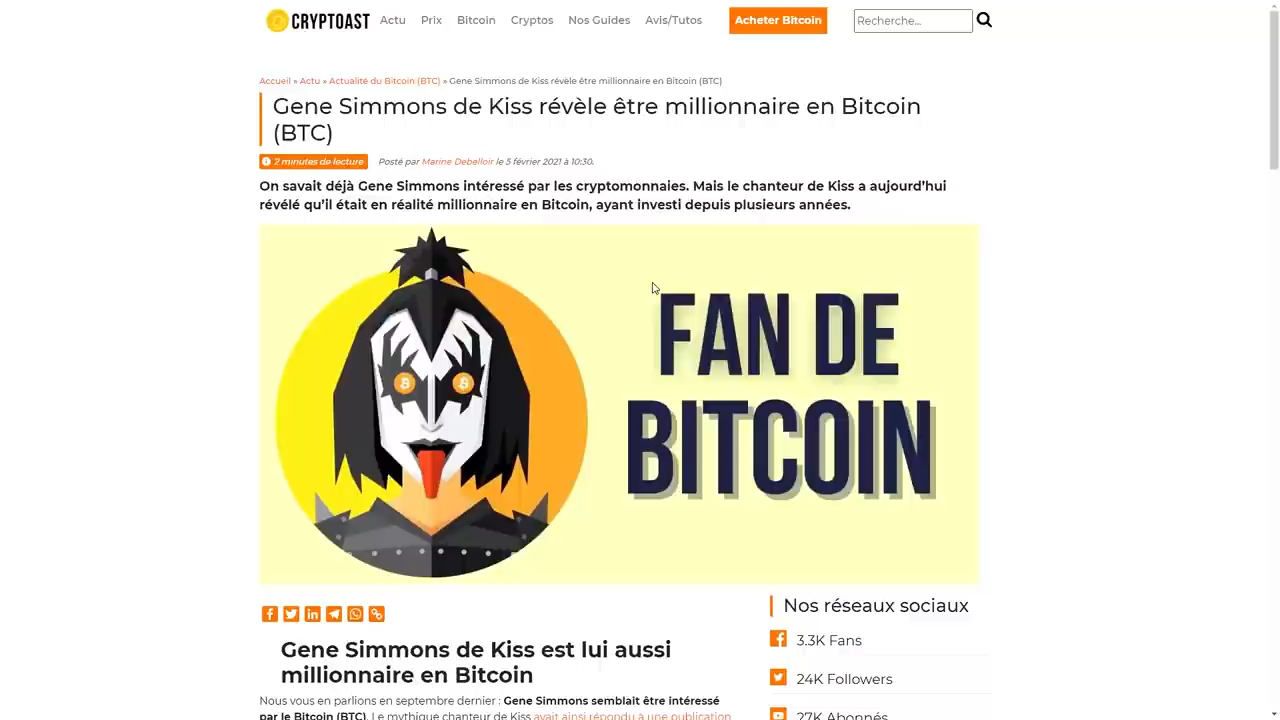 CRYPTOAST Actu Prix Bitcoin Cryptos Nos Guides Avis/Tutos Acheter Bitcoin Recherche...
Accueil » Actu » Actualité du Bitcoin (BTC) » Gene Simmons de Kiss révèle être millionnaire en Bitcoin (BTC)
Gene Simmons de Kiss révèle être millionnaire en Bitcoin
(BTC)
2 minutes de lecture Posté par Marine Debelloir le 5 février 2021 à 10:30.
On savait déjà Gene Simmons intéressé par les cryptomonnaies. Mais le chanteur de Kiss a aujourd’hui
révélé qu’il était en réalité millionnaire en Bitcoin, ayant investi depuis plusieurs années.
FAN DE
BITCOIN
Gene Simmons de Kiss est lui aussi
millionnaire en Bitcoin
Nous vous en parlions en septembre dernier : Gene Simmons semblait être intéressé
par le Bitcoin (BTC). Le mythique chanteur de Kiss avait ainsi répondu à une publication
Nos réseaux sociaux
3.3K Fans
24K Followers
27K Abonnés